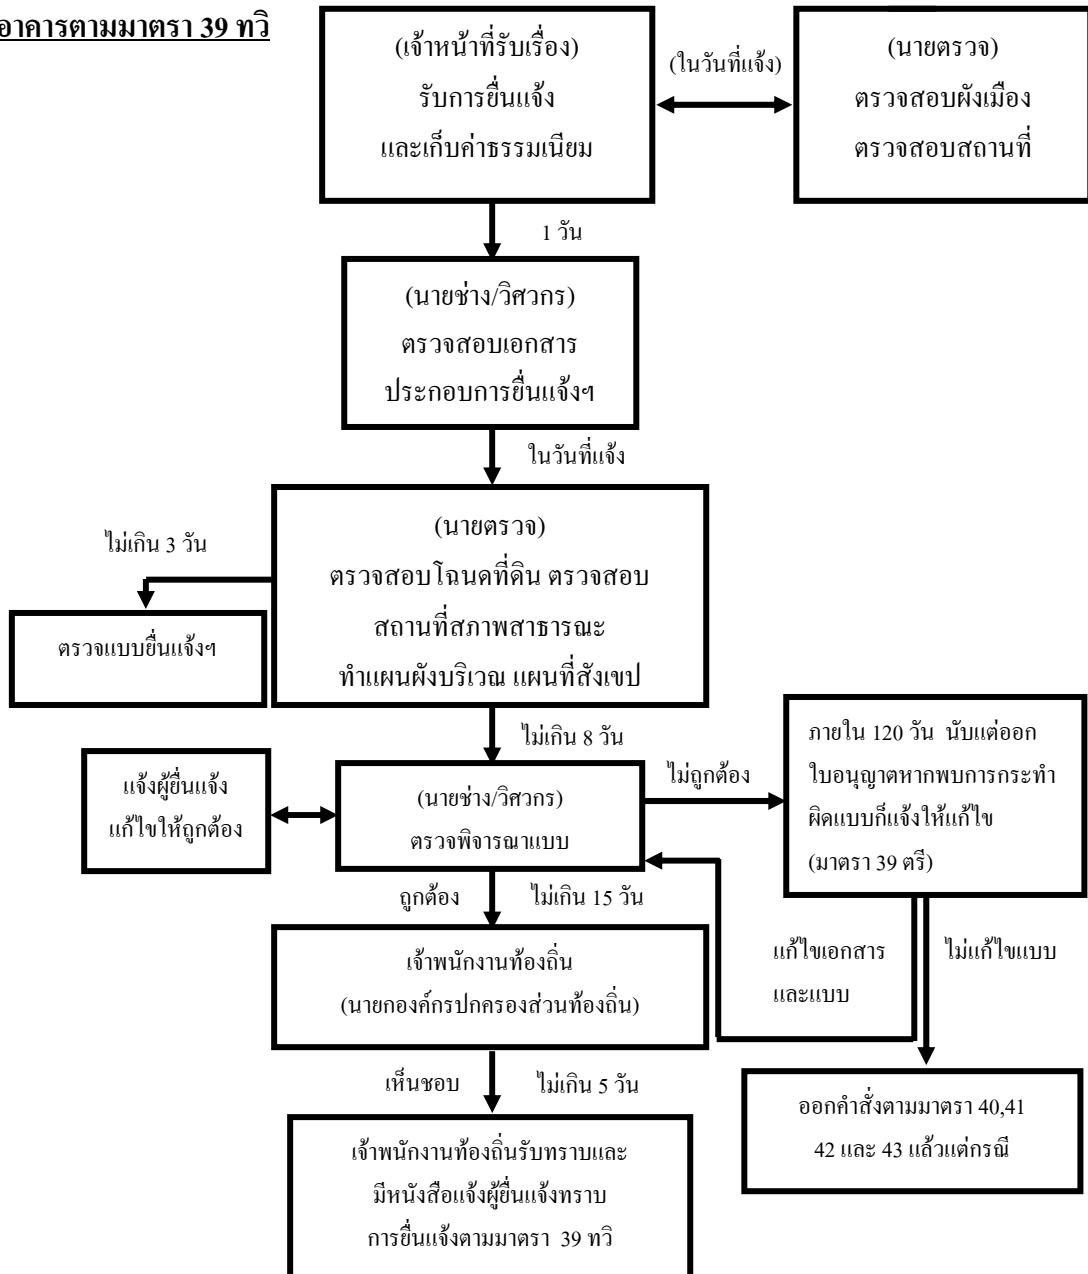 อาคารตามมาตรา 39 ทวิ
(เจ้าหน้าที่รับเรื่อง)
รับการยื่นแจ้ง
และเก็บค่าธรรมเนียม
(ในวันที่แจ้ง)
(นายตรวจ)
ตรวจสอบผังเมือง
ตรวจสอบสถานที่
1 วัน
(นายช่าง/วิศวกร)
ตรวจสอบเอกสาร
ประกอบการยื่นแจ้งฯ
ในวันที่แจ้ง
(นายตรวจ)
ตรวจสอบโฉนดที่ดิน ตรวจสอบ
สถานที่สภาพสาธารณะ
ทำแผนผังบริเวณ แผนที่สังเขป
ไม่เกิน 3 วัน
ตรวจแบบยื่นแจ้งฯ
ไม่เกิน 8 วัน
แจ้งผู้ยื่นแจ้ง
แก้ไขให้ถูกต้อง
(นายช่าง/วิศวกร)
ตรวจพิจารณาแบบ
ไม่ถูกต้อง
ภายใน 120 วัน นับแต่ออก
ใบอนุญาตหากพบการกระทำ
ผิดแบบก็แจ้งให้แก้ไข
(มาตรา 39 ตรี)
ถูกต้อง
ไม่เกิน 15 วัน
เจ้าพนักงานท้องถิ่น
(นายกองค์กรปกครองส่วนท้องถิ่น)
แก้ไขเอกสาร
และแบบ
ไม่แก้ไขแบบ
เห็นชอบ
ไม่เกิน 5 วัน
ออกคำสั่งตามมาตรา 40,41
42 และ 43 แล้วแต่กรณี
เจ้าพนักงานท้องถิ่นรับทราบและ
มีหนังสือแจ้งผู้ยื่นแจ้งทราบ
การยื่นแจ้งตามมาตรา 39 ทวิ